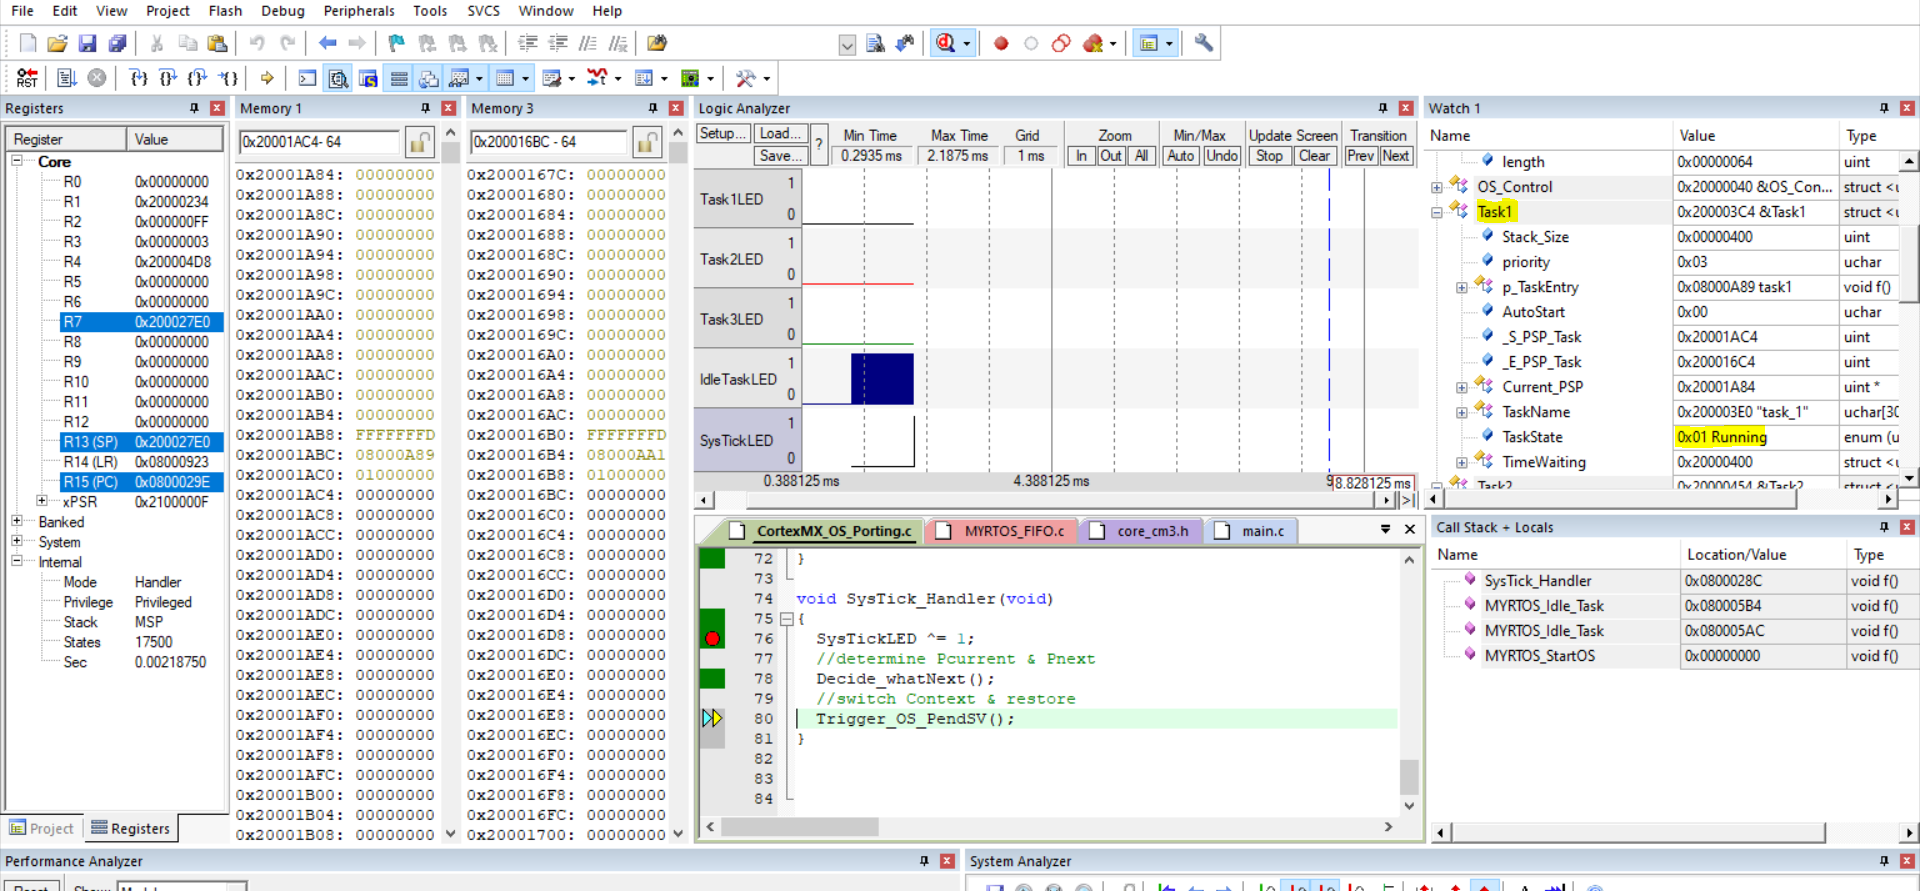 File Edit View Project Flash Debug Peripherals Tools SVCS Window Help
RST
Registers
Register Value
Core
R0 0x00000000
R1 0x20000234
R2 0x000000FF
R3 0x00000003
R4 0x200004D8
R5 0x00000000
R6 0x00000000
R7 0x200027E0
R8 0x00000000
R9 0x00000000
R10 0x00000000
R11 0x00000000
R12 0x00000000
R13 (SP) 0x200027E0
R14 (LR) 0x08000923
R15 (PC) 0x0800029E
xPSR 0x2100000F
Banked
System
Internal
Mode Handler
Privilege Privileged
Stack MSP
States 17500
Sec 0.00218750
Project Registers
Memory 1
0x20001AC4- 64
0x20001A84: 00000000
0x20001A88: 00000000
0x20001A8C: 00000000
0x20001A90: 00000000
0x20001A94: 00000000
0x20001A98: 00000000
0x20001A9C: 00000000
0x20001AA0: 00000000
0x20001AA4: 00000000
0x20001AA8: 00000000
0x20001AAC: 00000000
0x20001AB0: 00000000
0x20001AB4: 00000000
0x20001AB8: FFFFFFFD
0x20001ABC: 08000A89
0x20001AC0: 01000000
0x20001AC4: 00000000
0x20001AC8: 00000000
0x20001ACC: 00000000
0x20001AD0: 00000000
0x20001AD4: 00000000
0x20001AD8: 00000000
0x20001ADC: 00000000
0x20001AE0: 00000000
0x20001AE4: 00000000
0x20001AE8: 00000000
0x20001AEC: 00000000
0x20001AF0: 00000000
0x20001AF4: 00000000
0x20001AF8: 00000000
0x20001AFC: 00000000
0x20001B00: 00000000
0x20001B04: 00000000
0x20001B08: 00000000
Memory 3
0x200016BC - 64
0x2000167C: 00000000
0x20001680: 00000000
0x20001684: 00000000
0x20001688: 00000000
0x2000168C: 00000000
0x20001690: 00000000
0x20001694: 00000000
0x20001698: 00000000
0x2000169C: 00000000
0x200016A0: 00000000
0x200016A4: 00000000
0x200016A8: 00000000
0x200016AC: 00000000
0x200016B0: FFFFFFFD
0x200016B4: 08000AA1
0x200016B8: 01000000
0x200016BC: 00000000
0x200016C0: 00000000
0x200016C4: 00000000
0x200016C8: 00000000
0x200016CC: 00000000
0x200016D0: 00000000
0x200016D4: 00000000
0x200016D8: 00000000
0x200016DC: 00000000
0x200016E0: 00000000
0x200016E4: 00000000
0x200016E8: 00000000
0x200016EC: 00000000
0x200016F0: 00000000
0x200016F4: 00000000
0x200016F8: 00000000
0x200016FC: 00000000
0x20001700: 00000000
Logic Analyzer
Setup... Load... ? Min Time Max Time Grid Zoom Min/Max Update Screen Transition
Save... 0.2935 ms 2.1875 ms 1 ms In Out All Auto Undo Stop Clear Prev Next
1
Task1LED
0
1
Task2LED
0
1
Task3LED
0
1
IdleTaskLED
0
1
SysTickLED
0
0.388125 ms 4.388125 ms 8.828125 ms
CortexMX_OS_Porting.c MYRTOS_FIFO.c core_cm3.h main.c
72 }
73
74 void SysTick_Handler(void)
75 {
76 SysTickLED ^= 1;
77 //determine Pcurrent & Pnext
78 Decide_whatNext();
79 //switch Context & restore
80 Trigger_OS_PendSV();
81 }
82
83
84
Watch 1
Name Value Type
length 0x00000064 uint
OS_Control 0x20000040 &OS_Con... struct <u
Task1 0x200003C4 &Task1 struct <u
Stack_Size 0x00000400 uint
priority 0x03 uchar
p_TaskEntry 0x08000A89 task1 void f()
AutoStart 0x00 uchar
_S_PSP_Task 0x20001AC4 uint
_E_PSP_Task 0x200016C4 uint
Current_PSP 0x20001A84 uint *
TaskName 0x200003E0 "task_1" uchar[30
TaskState 0x01 Running enum (u
TimeWaiting 0x20000400 struct <u
Task2 0x20000454 &Task2 struct <u
Call Stack + Locals
Name Location/Value Type
SysTick_Handler 0x0800028C void f()
MYRTOS_Idle_Task 0x080005B4 void f()
MYRTOS_Idle_Task 0x080005AC void f()
MYRTOS_StartOS 0x00000000 void f()
Performance Analyzer
System Analyzer